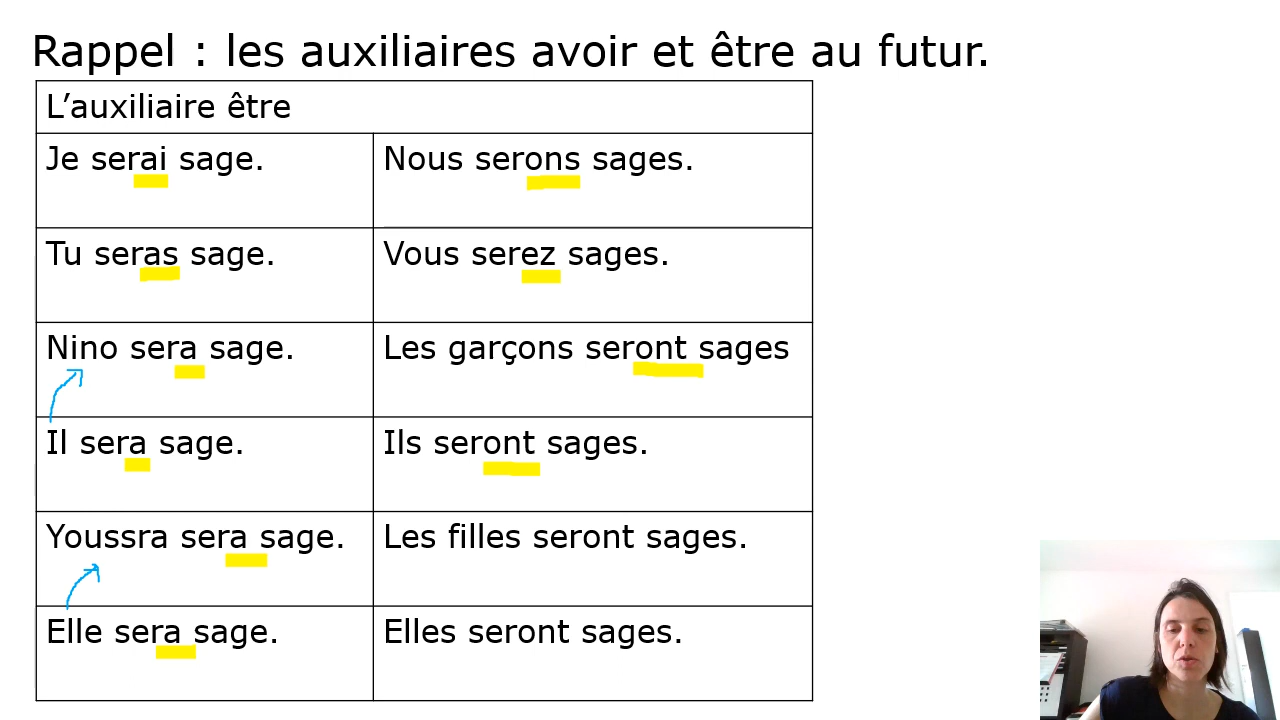 Rappel : les auxiliaires avoir et être au futur.
L’auxiliaire être
Je serai sage.
Nous serons sages.
Tu seras sage.
Vous serez sages.
Nino sera sage.
Les garçons seront sages
Il sera sage.
Ils seront sages.
Youssra sera sage.
Les filles seront sages.
Elle sera sage.
Elles seront sages.